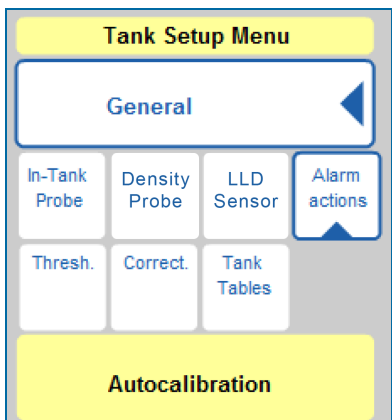 Tank Setup Menu
General
In-Tank
Probe
Density
Probe
LLD
Sensor
Alarm
actions
Thresh.
Correct.
Tank
Tables
Autocalibration